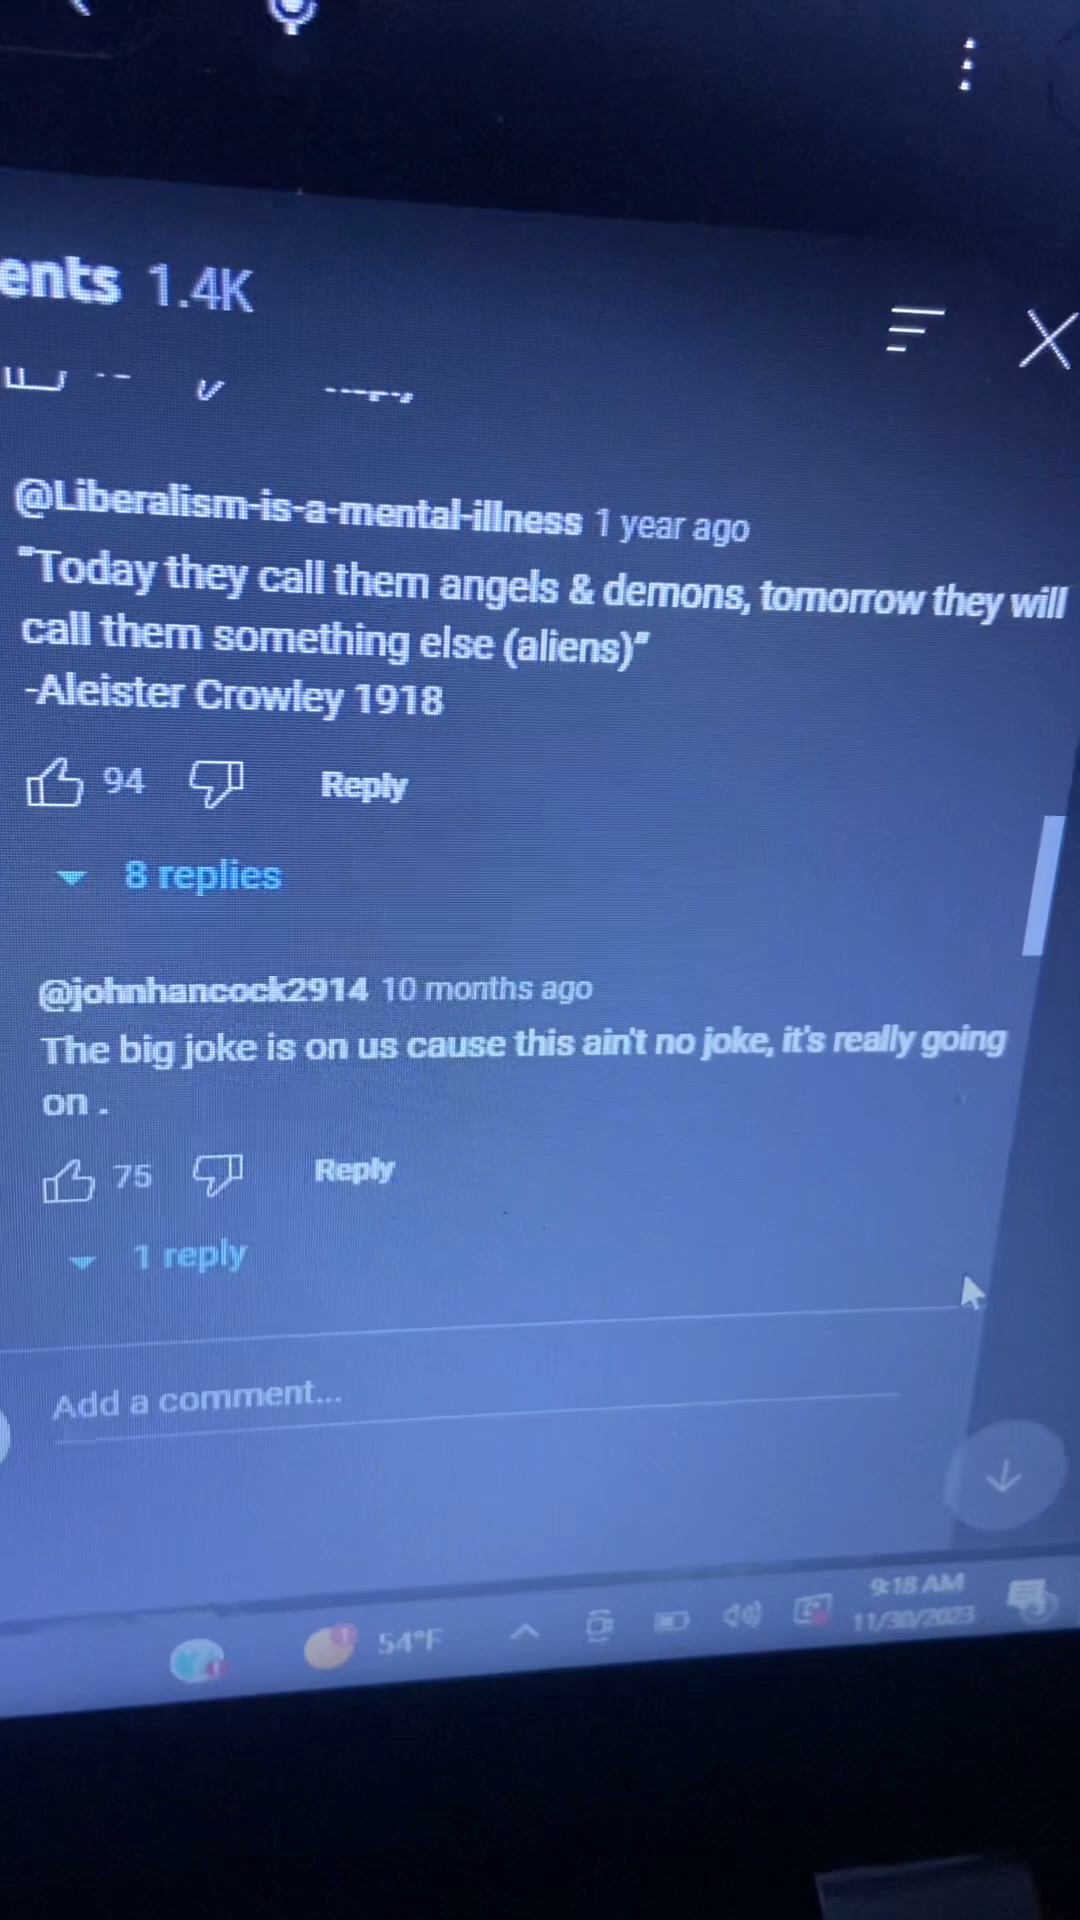 ents 1.4K
@Liberalism-is-a-mental-illness 1 year ago
"Today they call them angels & demons, tomorrow they will
call them something else (aliens)"
-Aleister Crowley 1918
94 Reply
8 replies
@johnhancock2914 10 months ago
The big joke is on us cause this ain't no joke, it's really going
on .
75 Reply
1 reply
Add a comment...
54°F
9:18 AM
11/30/2023